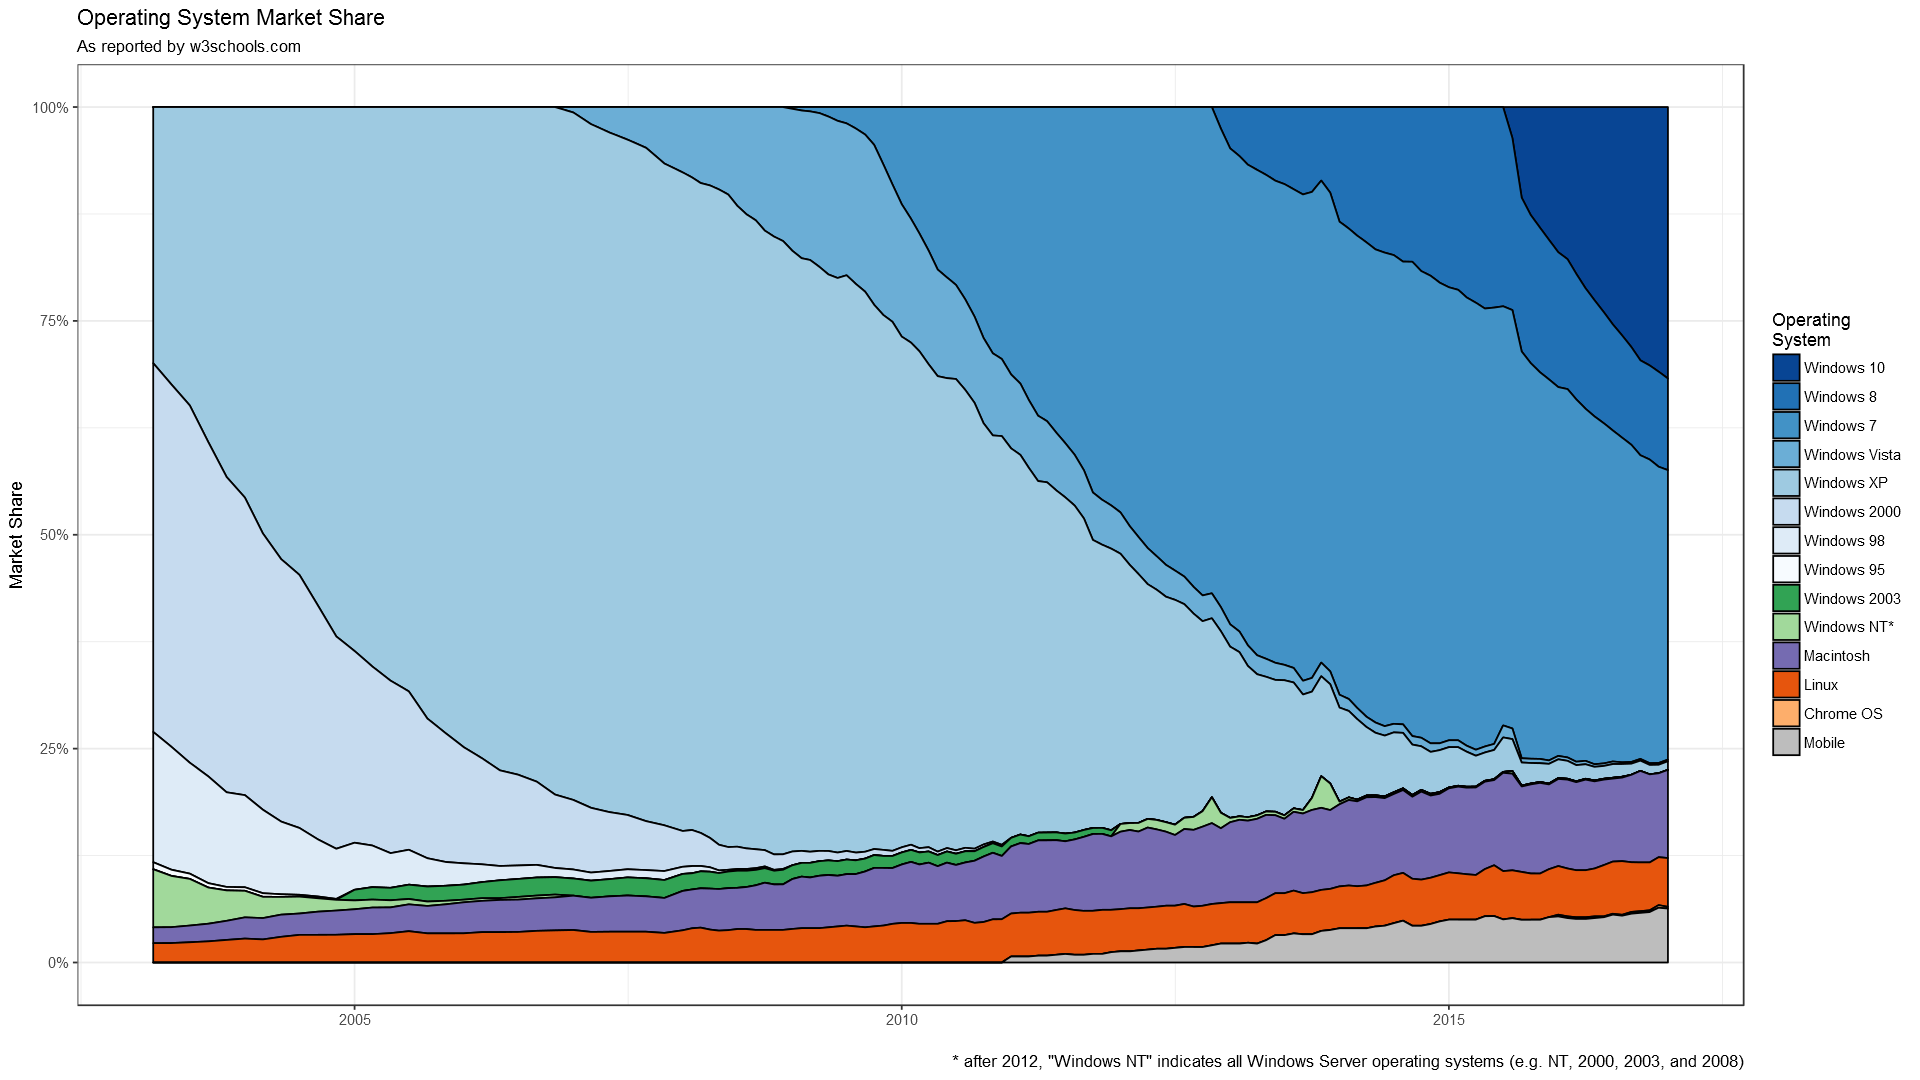 Operating System Market Share
As reported by w3schools.com
100%
75%
50%
25%
0%
Market Share
2005
2010
2015
Operating
System
Windows 10
Windows 8
Windows 7
Windows Vista
Windows XP
Windows 2000
Windows 98
Windows 95
Windows 2003
Windows NT*
Macintosh
Linux
Chrome OS
Mobile
* after 2012, "Windows NT" indicates all Windows Server operating systems (e.g. NT, 2000, 2003, and 2008)